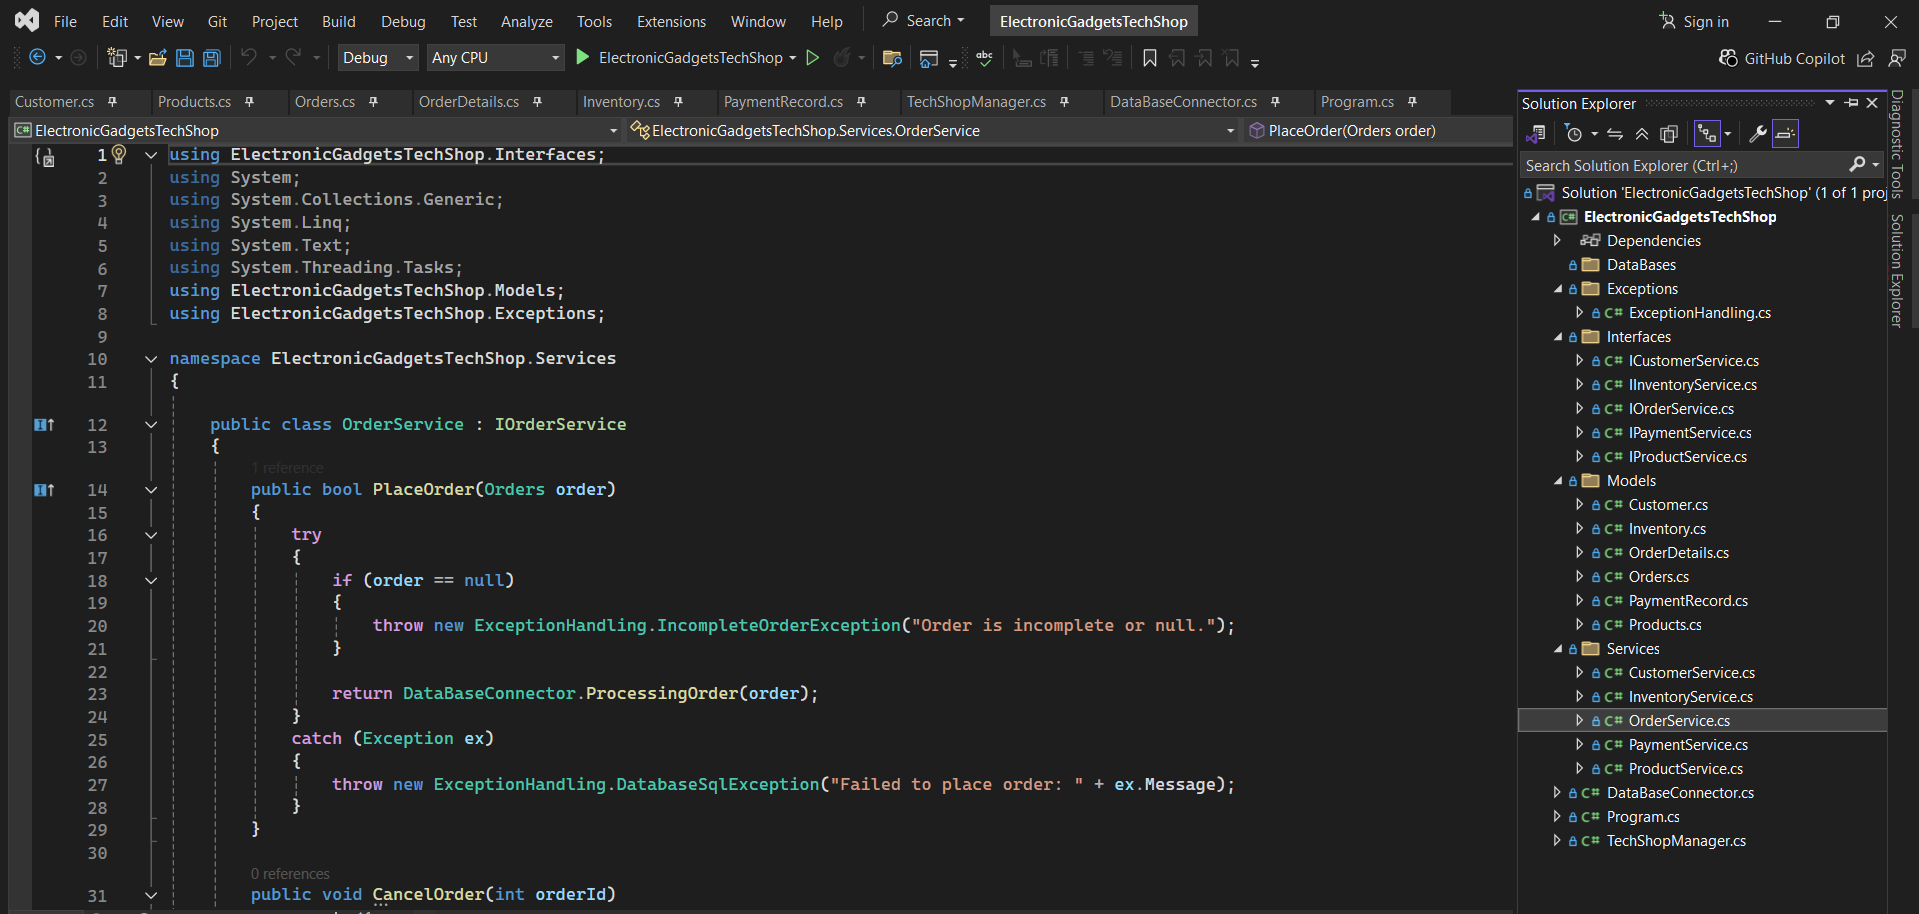 File Edit View Git Project Build Debug Test Analyze Tools Extensions Window Help Search ElectronicGadgetsTechShop Sign in
Debug Any CPU ElectronicGadgetsTechShop abc GitHub Copilot
Customer.cs Products.cs Orders.cs OrderDetails.cs Inventory.cs PaymentRecord.cs TechShopManager.cs DataBaseConnector.cs Program.cs
C# ElectronicGadgetsTechShop ElectronicGadgetsTechShop.Services.OrderService PlaceOrder(Orders order)
1 using ElectronicGadgetsTechShop.Interfaces;
2 using System;
3 using System.Collections.Generic;
4 using System.Linq;
5 using System.Text;
6 using System.Threading.Tasks;
7 using ElectronicGadgetsTechShop.Models;
8 using ElectronicGadgetsTechShop.Exceptions;
9
10 namespace ElectronicGadgetsTechShop.Services
11 {
12 public class OrderService : IOrderService
13 {
1 reference
14 public bool PlaceOrder(Orders order)
15 {
16 try
17 {
18 if (order == null)
19 {
20 throw new ExceptionHandling.IncompleteOrderException("Order is incomplete or null.");
21 }
22
23 return DataBaseConnector.ProcessingOrder(order);
24 }
25 catch (Exception ex)
26 {
27 throw new ExceptionHandling.DatabaseSqlException("Failed to place order: " + ex.Message);
28 }
29 }
30
0 references
31 public void CancelOrder(int orderId)
Solution Explorer
Search Solution Explorer (Ctrl+;)
Solution 'ElectronicGadgetsTechShop' (1 of 1 proj
C# ElectronicGadgetsTechShop
Dependencies
DataBases
Exceptions
C# ExceptionHandling.cs
Interfaces
C# ICustomerService.cs
C# IInventoryService.cs
C# IOrderService.cs
C# IPaymentService.cs
C# IProductService.cs
Models
C# Customer.cs
C# Inventory.cs
C# OrderDetails.cs
C# Orders.cs
C# PaymentRecord.cs
C# Products.cs
Services
C# CustomerService.cs
C# InventoryService.cs
C# OrderService.cs
C# PaymentService.cs
C# ProductService.cs
C# DataBaseConnector.cs
C# Program.cs
C# TechShopManager.cs
Diagnostic Tools
Solution Explorer